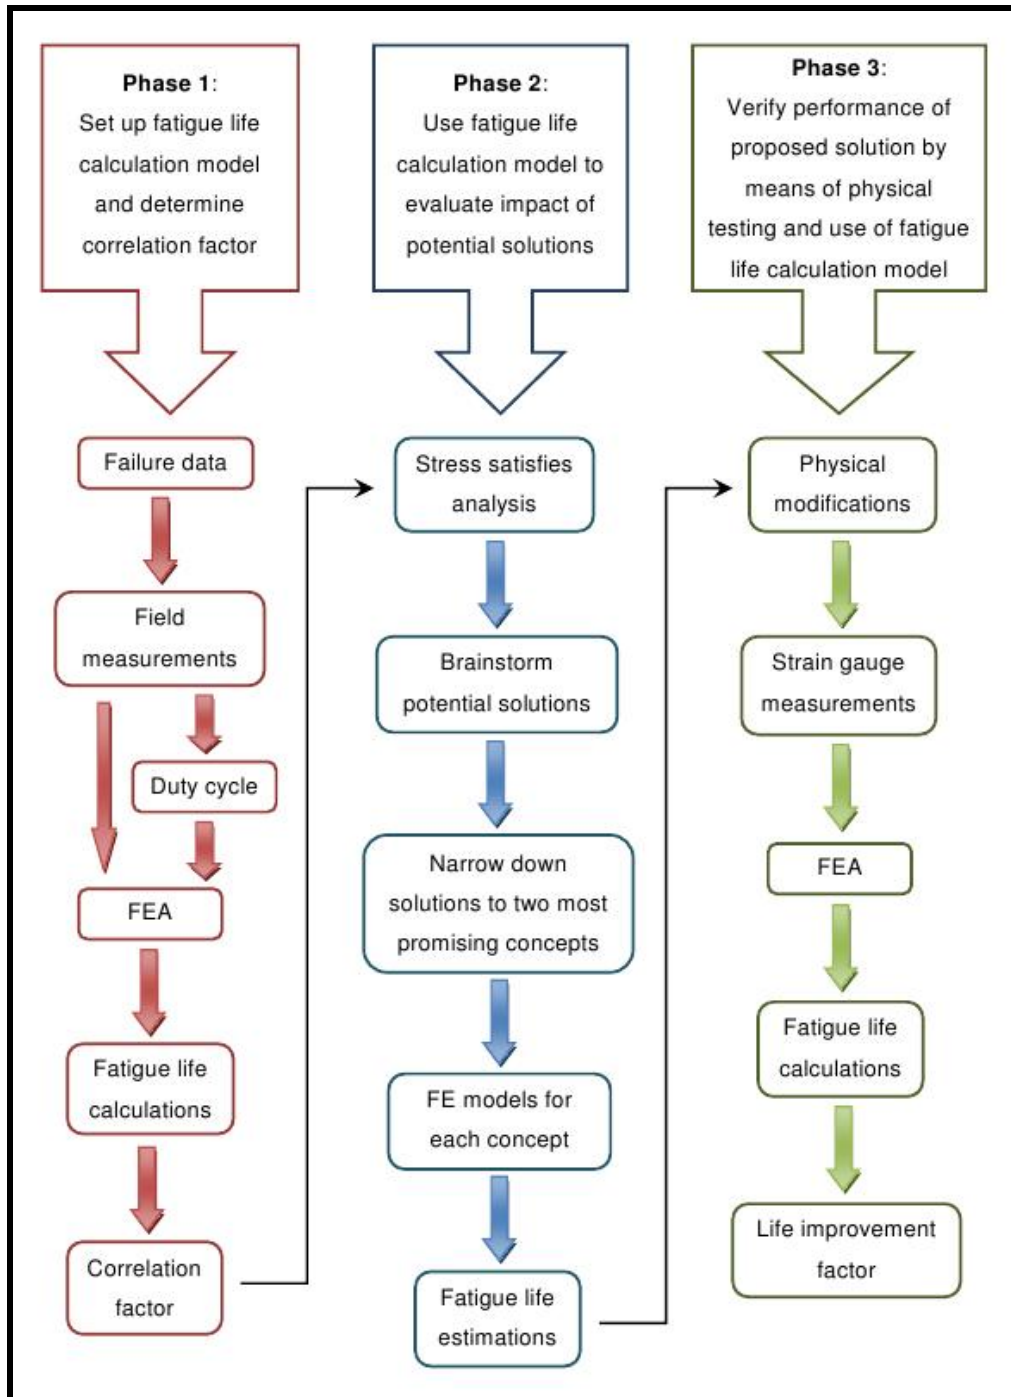 Phase 1:
Set up fatigue life
calculation model
and determine
correlation factor
Failure data
Field
measurements
Duty cycle
FEA
Fatigue life
calculations
Correlation
factor
Phase 2:
Use fatigue life
calculation model to
evaluate impact of
potential solutions
Stress satisfies
analysis
Brainstorm
potential solutions
Narrow down
solutions to two most
promising concepts
FE models for
each concept
Fatigue life
estimations
Phase 3:
Verify performance of
proposed solution by
means of physical
testing and use of fatigue
life calculation model
Physical
modifications
Strain gauge
measurements
FEA
Fatigue life
calculations
Life improvement
factor